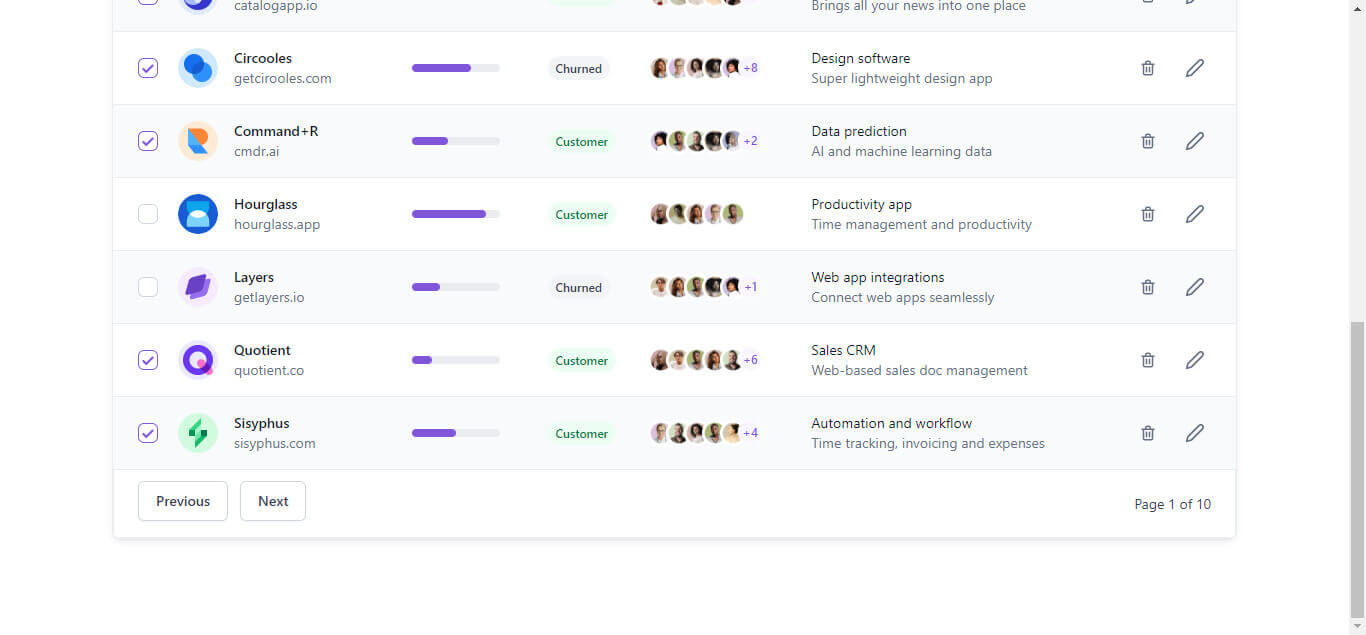 catalogapp.io
Brings all your news into one place
Circooles
getcirooles.com
Churned
+8
Design software
Super lightweight design app
Command+R
cmdr.ai
Customer
+2
Data prediction
AI and machine learning data
Hourglass
hourglass.app
Customer
Productivity app
Time management and productivity
Layers
getlayers.io
Churned
+1
Web app integrations
Connect web apps seamlessly
Quotient
quotient.co
Customer
+6
Sales CRM
Web-based sales doc management
Sisyphus
sisyphus.com
Customer
+4
Automation and workflow
Time tracking, invoicing and expenses
Previous
Next
Page 1 of 10